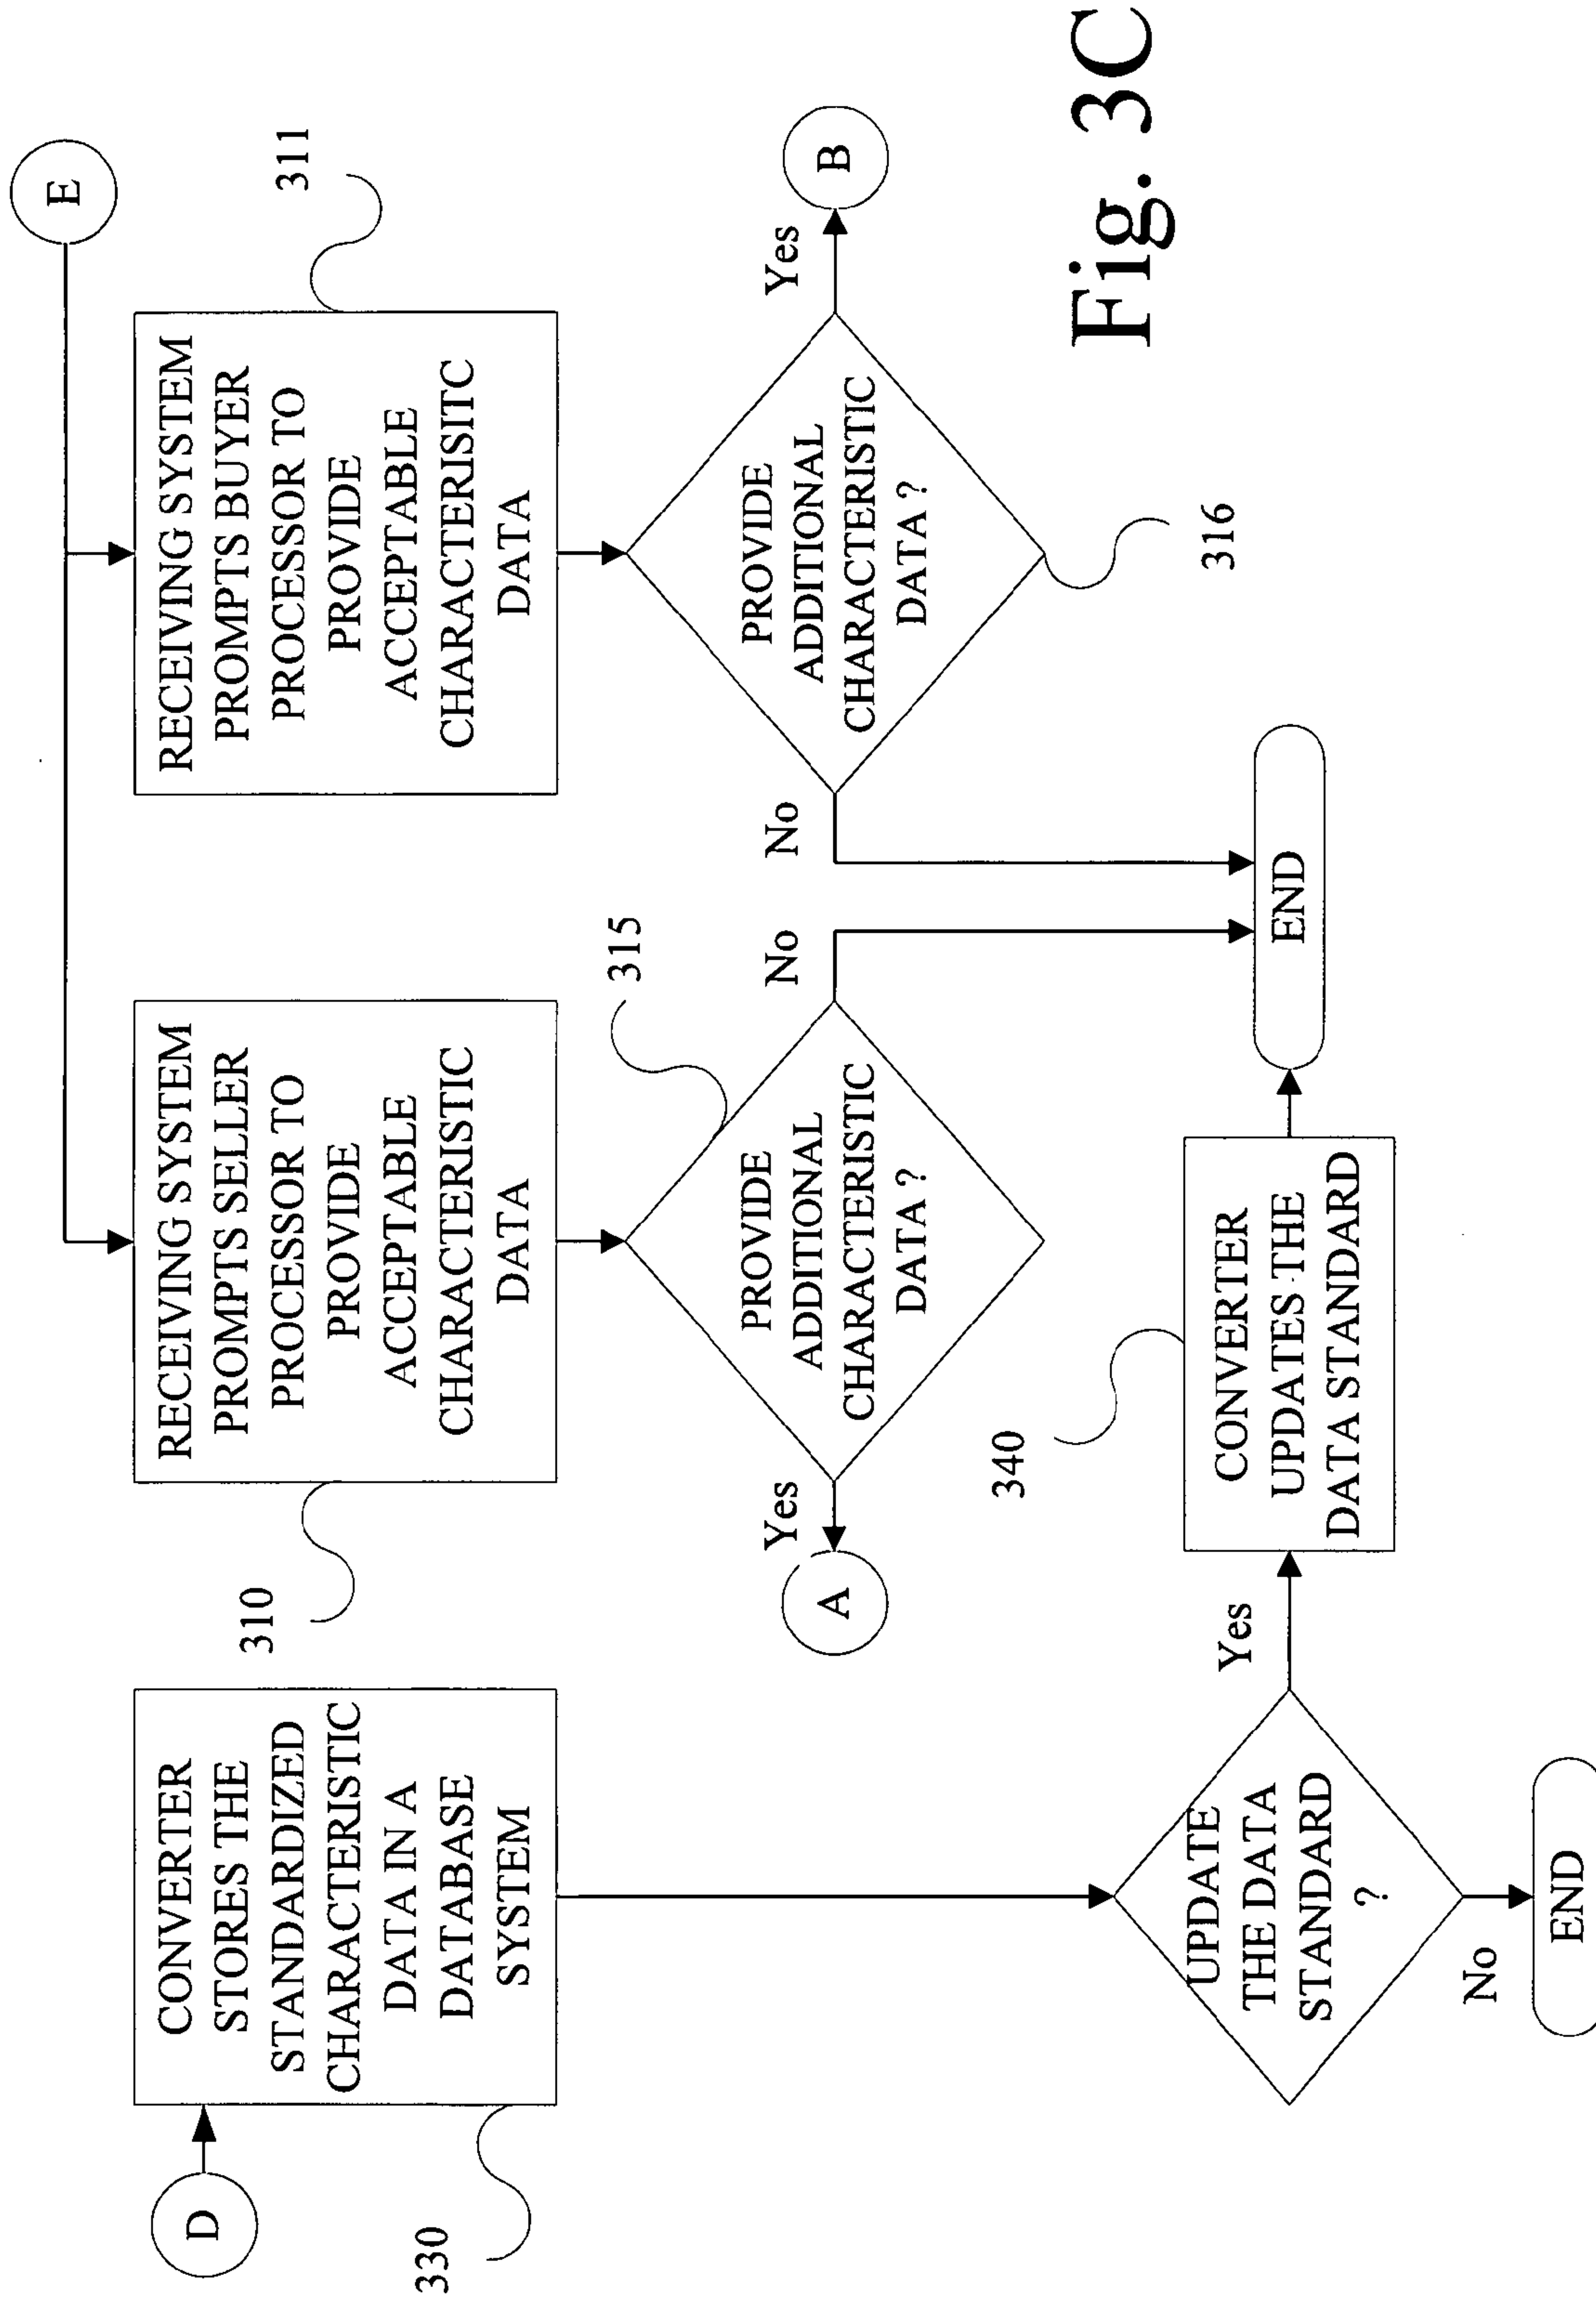 E
D
CONVERTER
STORES THE
STANDARDIZED
CHARACTERISTIC
DATA IN A
DATABASE
SYSTEM
330
RECEIVING SYSTEM
PROMPTS SELLER
PROCESSOR TO
PROVIDE
ACCEPTABLE
CHARACTERISTIC
DATA
310
RECEIVING SYSTEM
PROMPTS BUYER
PROCESSOR TO
PROVIDE
ACCEPTABLE
CHARACTERISITC
DATA
311
A
Yes
PROVIDE
ADDITIONAL
CHARACTERISTIC
DATA ?
315
No
No
PROVIDE
ADDITIONAL
CHARACTERISTIC
DATA ?
316
Yes
B
UPDATE
THE DATA
STANDARD
?
Yes
340
CONVERTER
UPDATES THE
DATA STANDARD
END
No
END
Fig. 3C